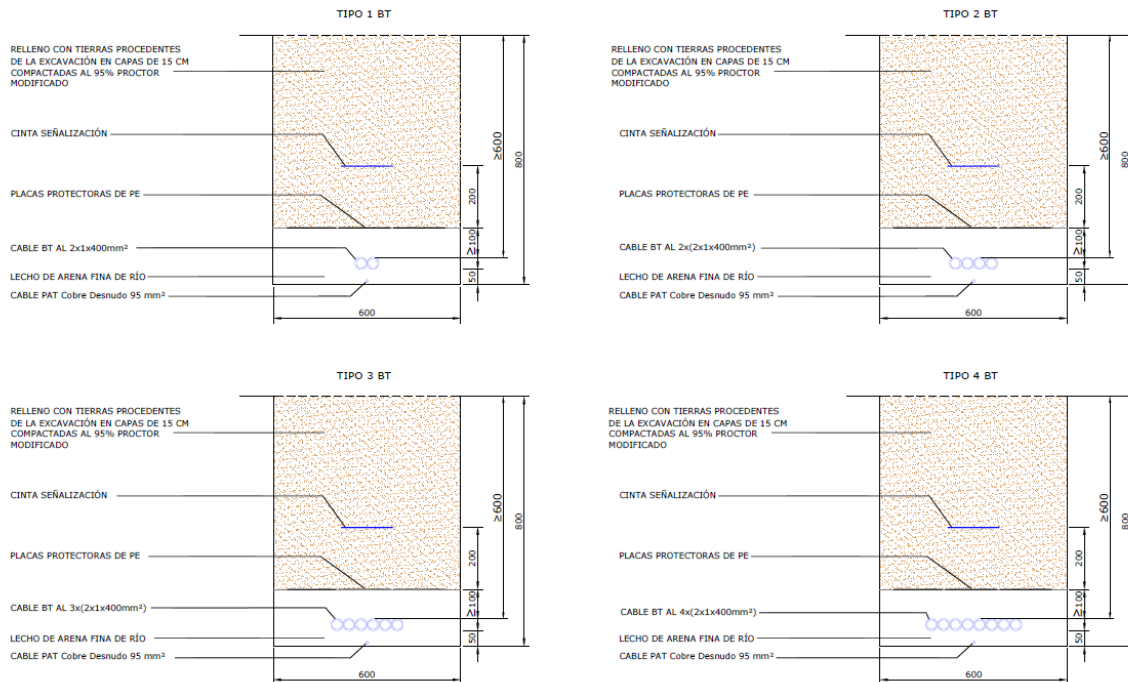 TIPO 1 BT
RELLENO CON TIERRAS PROCEDENTES
DE LA EXCAVACIÓN EN CAPAS DE 15 CM
COMPACTADAS AL 95% PROCTOR
MODIFICADO
CINTA SEÑALIZACIÓN
PLACAS PROTECTORAS DE PE
CABLE BT AL 2x1x400mm²
LECHO DE ARENA FINA DE RÍO
CABLE PAT Cobre Desnudo 95 mm²
≥600
800
200
≥100
50
600
TIPO 2 BT
RELLENO CON TIERRAS PROCEDENTES
DE LA EXCAVACIÓN EN CAPAS DE 15 CM
COMPACTADAS AL 95% PROCTOR
MODIFICADO
CINTA SEÑALIZACIÓN
PLACAS PROTECTORAS DE PE
CABLE BT AL 2x(2x1x400mm²)
LECHO DE ARENA FINA DE RÍO
CABLE PAT Cobre Desnudo 95 mm²
≥600
800
200
≥100
50
600
TIPO 3 BT
RELLENO CON TIERRAS PROCEDENTES
DE LA EXCAVACIÓN EN CAPAS DE 15 CM
COMPACTADAS AL 95% PROCTOR
MODIFICADO
CINTA SEÑALIZACIÓN
PLACAS PROTECTORAS DE PE
CABLE BT AL 3x(2x1x400mm²)
LECHO DE ARENA FINA DE RÍO
CABLE PAT Cobre Desnudo 95 mm²
≥600
800
200
≥100
50
600
TIPO 4 BT
RELLENO CON TIERRAS PROCEDENTES
DE LA EXCAVACIÓN EN CAPAS DE 15 CM
COMPACTADAS AL 95% PROCTOR
MODIFICADO
CINTA SEÑALIZACIÓN
PLACAS PROTECTORAS DE PE
CABLE BT AL 4x(2x1x400mm²)
LECHO DE ARENA FINA DE RÍO
CABLE PAT Cobre Desnudo 95 mm²
≥600
800
200
≥100
50
600